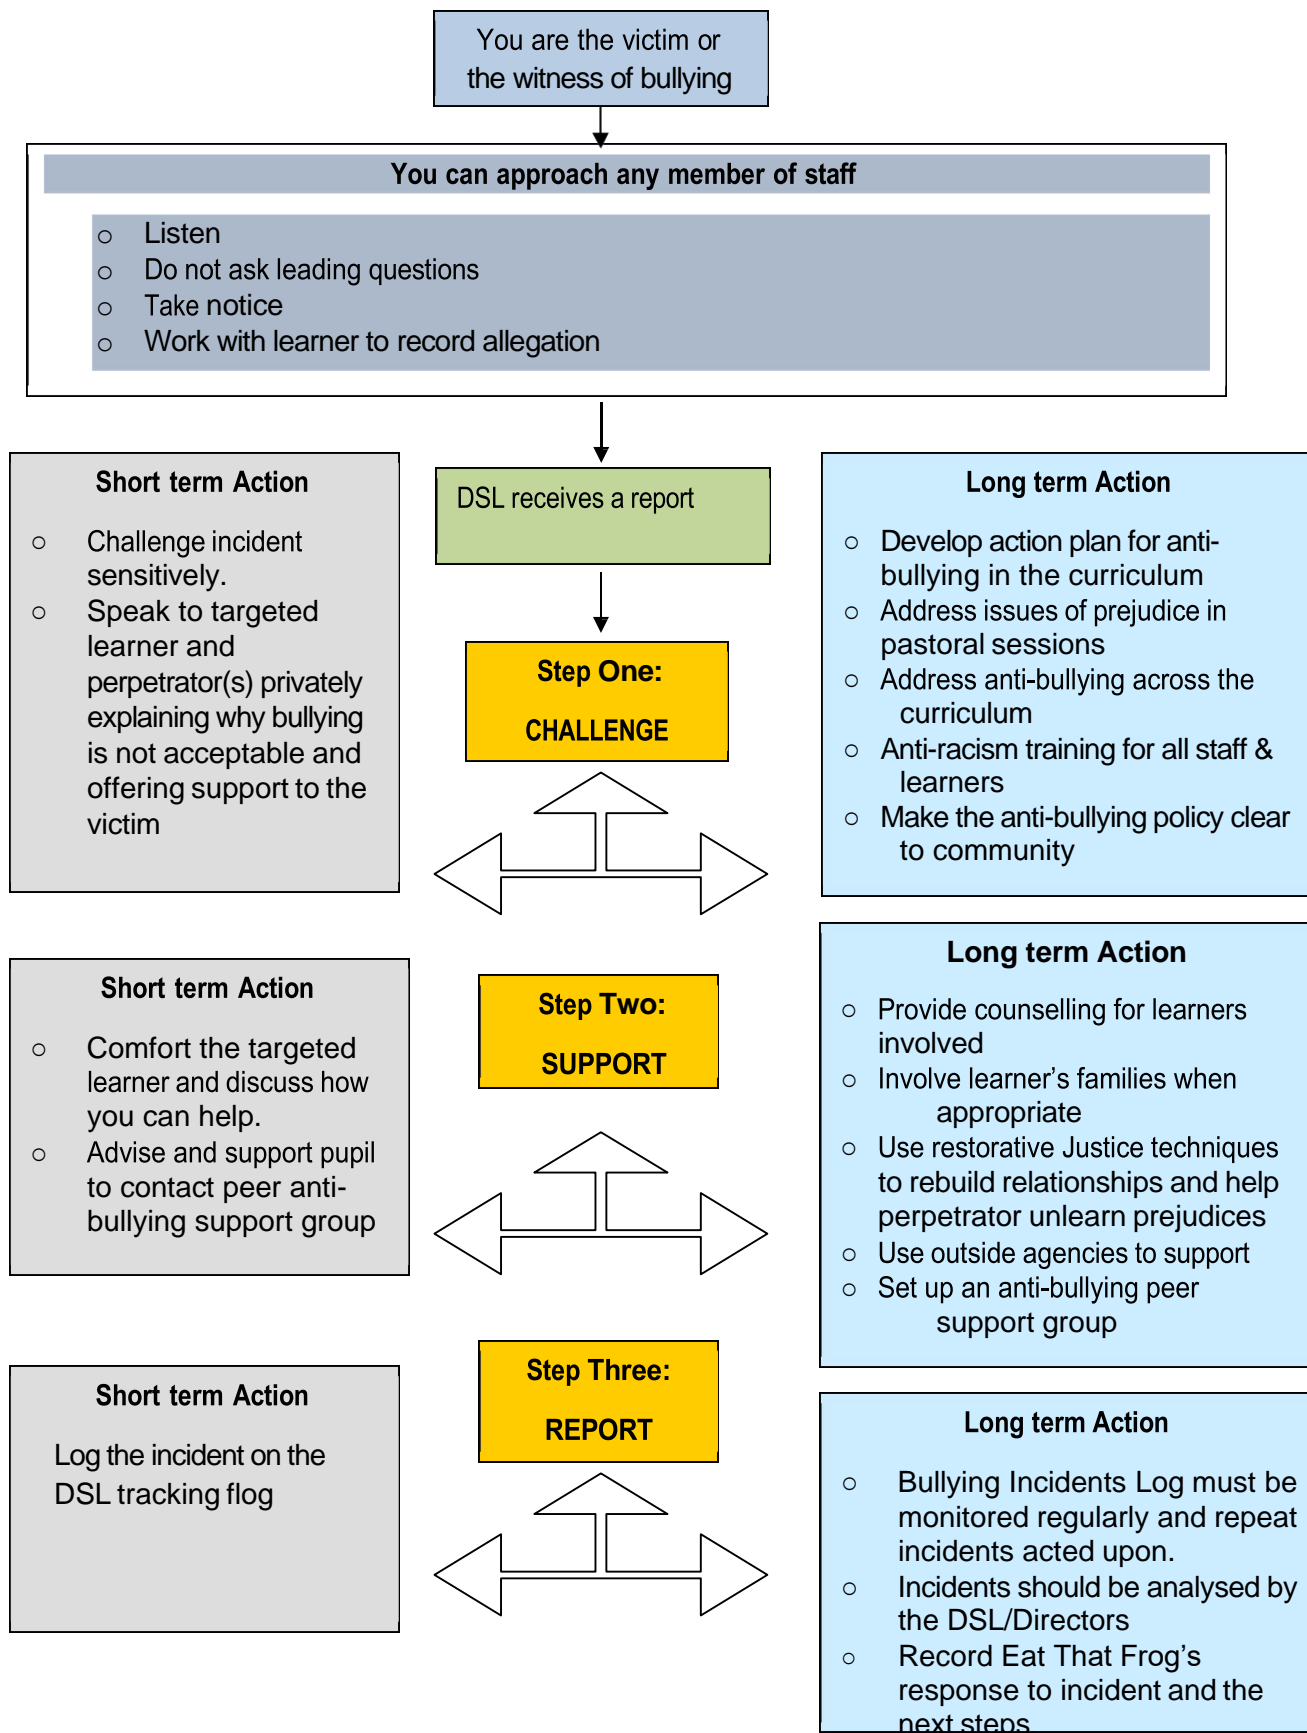 You are the victim or
the witness of bullying
You can approach any member of staff
o Listen
o Do not ask leading questions
o Take notice
o Work with learner to record allegation
DSL receives a report
Short term Action
o Challenge incident
sensitively.
o Speak to targeted
learner and
perpetrator(s) privately
explaining why bullying
is not acceptable and
offering support to the
victim
Step One:
CHALLENGE
Long term Action
o Develop action plan for anti-
bullying in the curriculum
o Address issues of prejudice in
pastoral sessions
o Address anti-bullying across the
curriculum
o Anti-racism training for all staff &
learners
o Make the anti-bullying policy clear
to community
Short term Action
o Comfort the targeted
learner and discuss how
you can help.
o Advise and support pupil
to contact peer anti-
bullying support group
Step Two:
SUPPORT
Long term Action
o Provide counselling for learners
involved
o Involve learner’s families when
appropriate
o Use restorative Justice techniques
to rebuild relationships and help
perpetrator unlearn prejudices
o Use outside agencies to support
o Set up an anti-bullying peer
support group
Short term Action
Log the incident on the
DSL tracking flog
Step Three:
REPORT
Long term Action
o Bullying Incidents Log must be
monitored regularly and repeat
incidents acted upon.
o Incidents should be analysed by
the DSL/Directors
o Record Eat That Frog’s
response to incident and the
next steps